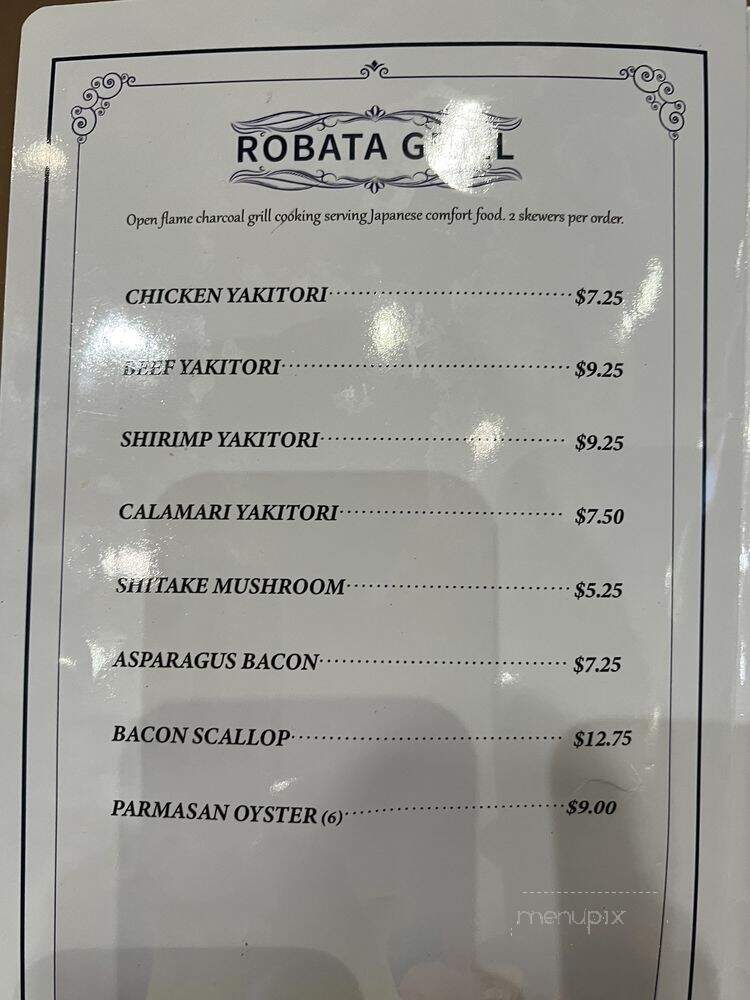 ROBATA
Open flame charcoal grill cooking serving Japanese comfort food. 2 skewers per order.
CHICKEN YAKITORI $7.25
BEEF YAKITORI $9.25
SHIRIMP YAKITORI $9.25
CALAMARI YAKITORI $7.50
SHITAKE MUSHROOM $5.25
ASPARAGUS BACON $7.25
BACON SCALLOP $12.75
PARMASAN OYSTER (6) $9.00
menupix